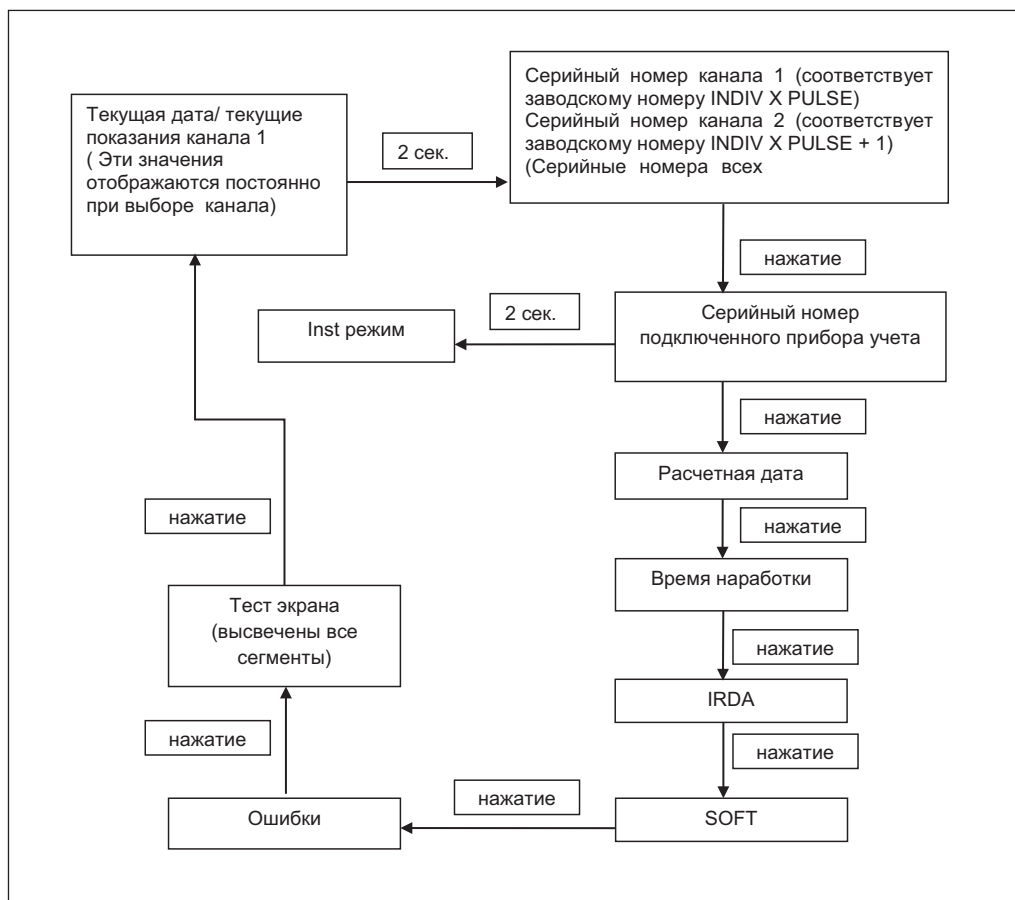 Текущая дата/ текущие
показания канала 1
( Эти значения
отображаются постоянно
при выборе канала)
2 сек.
Серийный номер канала 1 (соответствует
заводскому номеру INDIV X PULSE)
Серийный номер канала 2 (соответствует
заводскому номеру INDIV X PULSE + 1)
(Серийные номера всех
нажатие
Серийный номер
подключенного прибора учета
2 сек.
Inst режим
нажатие
Расчетная дата
нажатие
Время наработки
нажатие
IRDA
нажатие
SOFT
нажатие
Ошибки
нажатие
Тест экрана
(высвечены все
сегменты)
нажатие